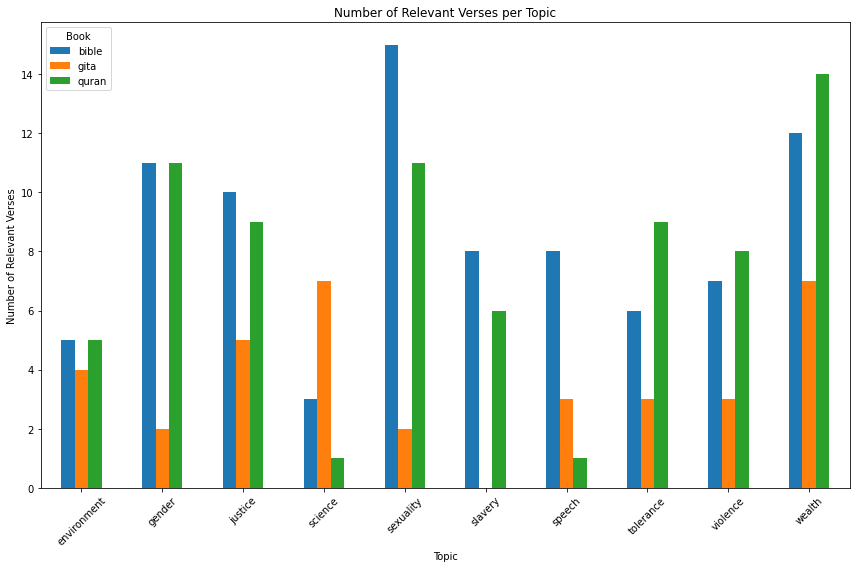 Number of Relevant Verses per Topic
Book
bible
gita
quran
Number of Relevant Verses
14
12
10
8
6
4
2
0
environment
gender
justice
science
sexuality
slavery
speech
tolerance
violence
wealth
Topic